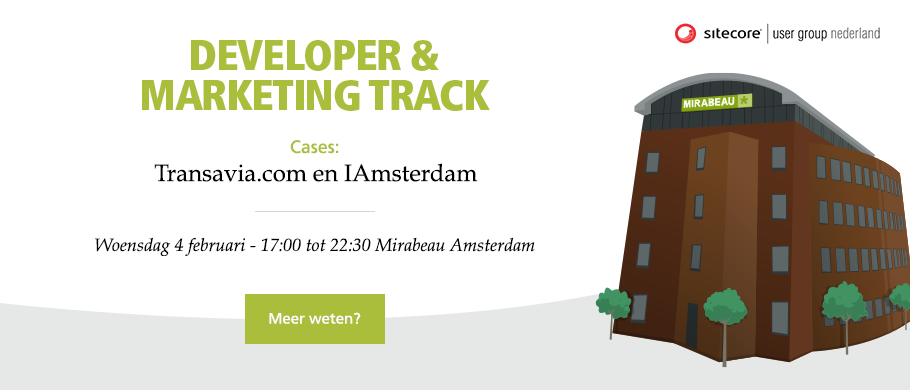 sitecore | user group nederland
DEVELOPER &
MARKETING TRACK
Cases:
Transavia.com en IAmsterdam
Woensdag 4 februari - 17:00 tot 22:30 Mirabeau Amsterdam
Meer weten?
MIRABEAU